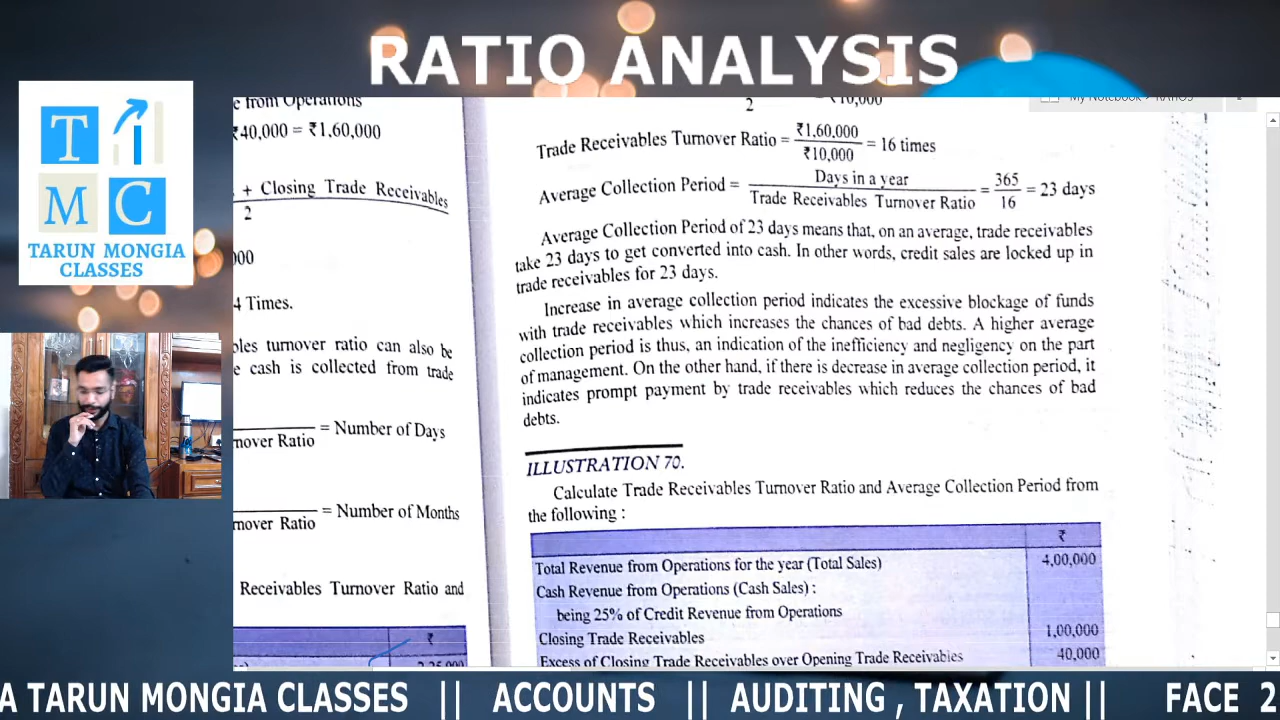 RATIO ANALYSIS
T
M C
TARUN MONGIA
CLASSES
e from Operations
₹40,000 = ₹1,60,000
+ Closing Trade Receivables
2
000
4 Times.
bles turnover ratio can also be
e cash is collected from trade
nover Ratio = Number of Days
nover Ratio = Number of Months
Receivables Turnover Ratio and
₹
2,25,000
My Notebook > RATIOS
2 = ₹10,000
Trade Receivables Turnover Ratio = ₹1,60,000 / ₹10,000 = 16 times
Average Collection Period = Days in a year / Trade Receivables Turnover Ratio = 365 / 16 = 23 days
Average Collection Period of 23 days means that, on an average, trade receivables
take 23 days to get converted into cash. In other words, credit sales are locked up in
trade receivables for 23 days.
Increase in average collection period indicates the excessive blockage of funds
with trade receivables which increases the chances of bad debts. A higher average
collection period is thus, an indication of the inefficiency and negligency on the part
of management. On the other hand, if there is decrease in average collection period, it
indicates prompt payment by trade receivables which reduces the chances of bad
debts.
ILLUSTRATION 70.
Calculate Trade Receivables Turnover Ratio and Average Collection Period from
the following :
₹
Total Revenue from Operations for the year (Total Sales) 4,00,000
Cash Revenue from Operations (Cash Sales) :
being 25% of Credit Revenue from Operations
Closing Trade Receivables 1,00,000
Excess of Closing Trade Receivables over Opening Trade Receivables 40,000
A TARUN MONGIA CLASSES || ACCOUNTS || AUDITING , TAXATION || FACE 2